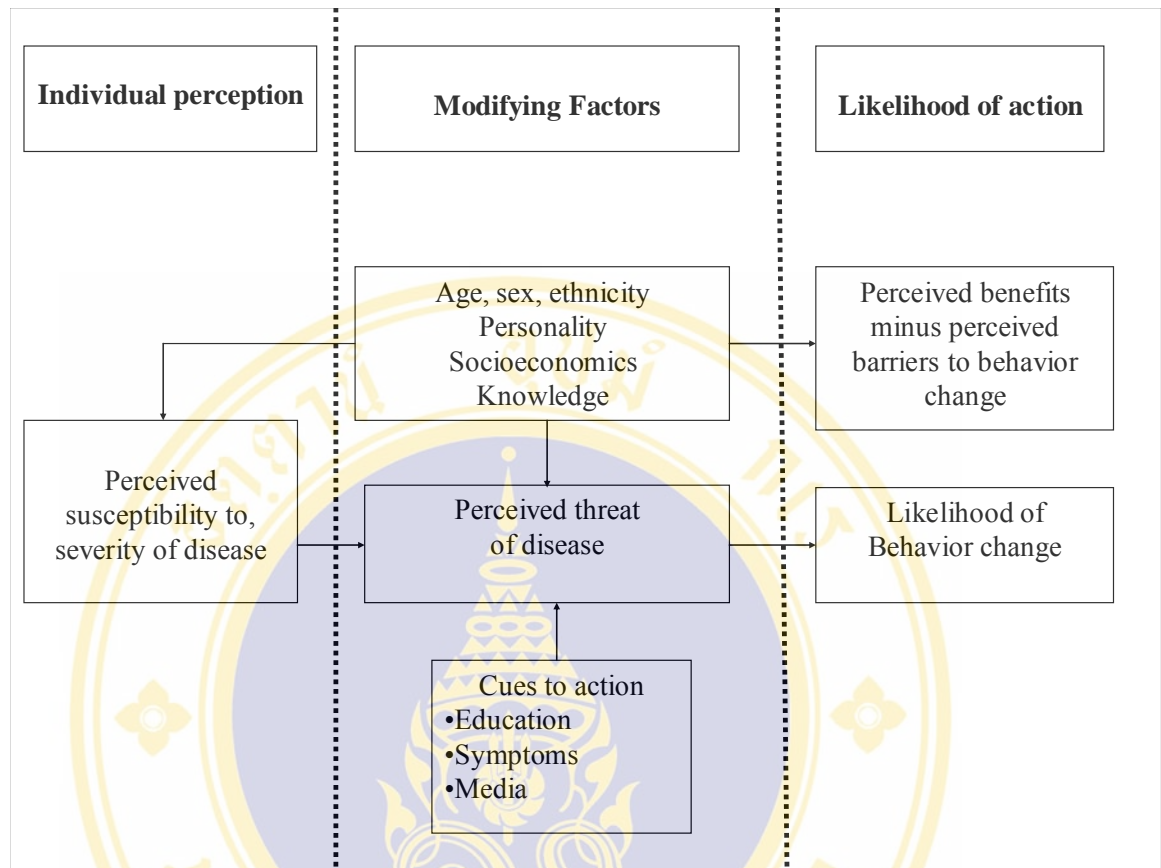 Individual perception
Modifying Factors
Likelihood of action
Age, sex, ethnicity
Personality
Socioeconomics
Knowledge
Perceived benefits
minus perceived
barriers to behavior
change
Perceived
susceptibility to,
severity of disease
Perceived threat
of disease
Likelihood of
Behavior change
Cues to action
•Education
•Symptoms
•Media